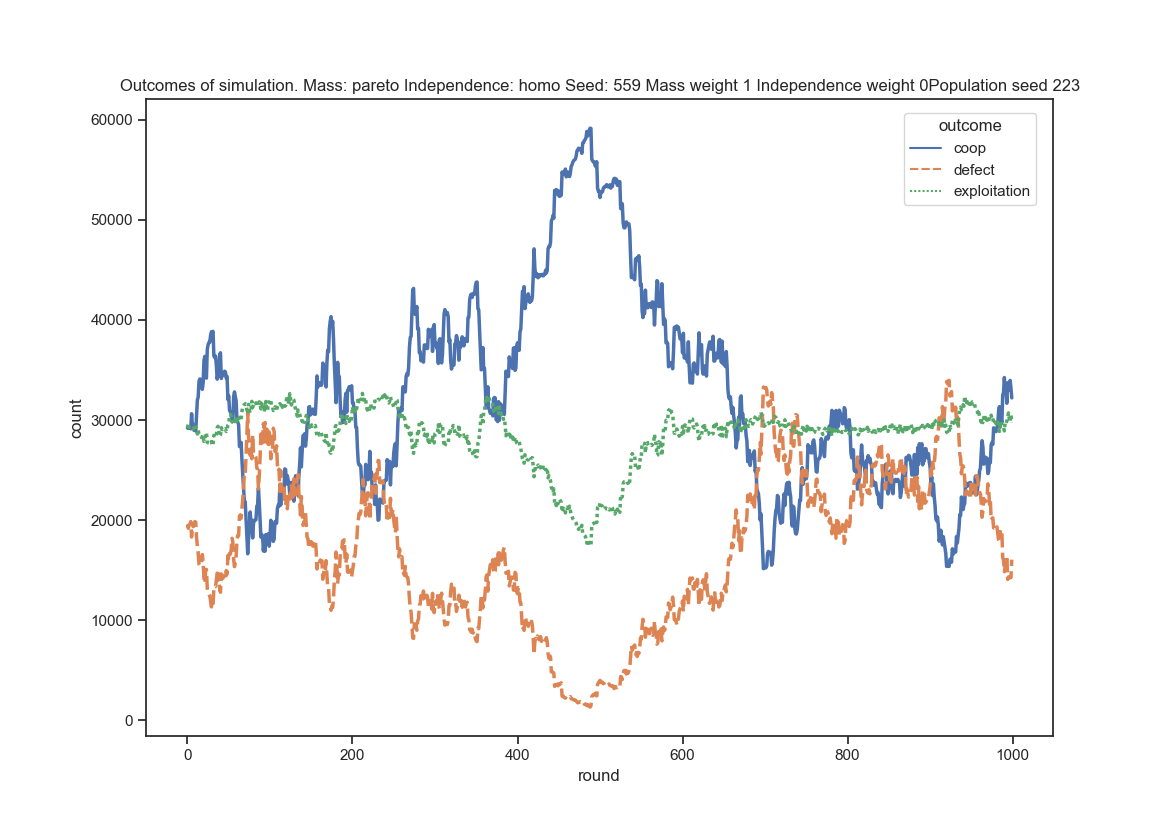 Outcomes of simulation. Mass: pareto Independence: homo Seed: 559 Mass weight 1 Independence weight 0Population seed 223
outcome
coop
defect
exploitation
60000
50000
40000
30000
20000
10000
0
count
0 200 400 600 800 1000
round